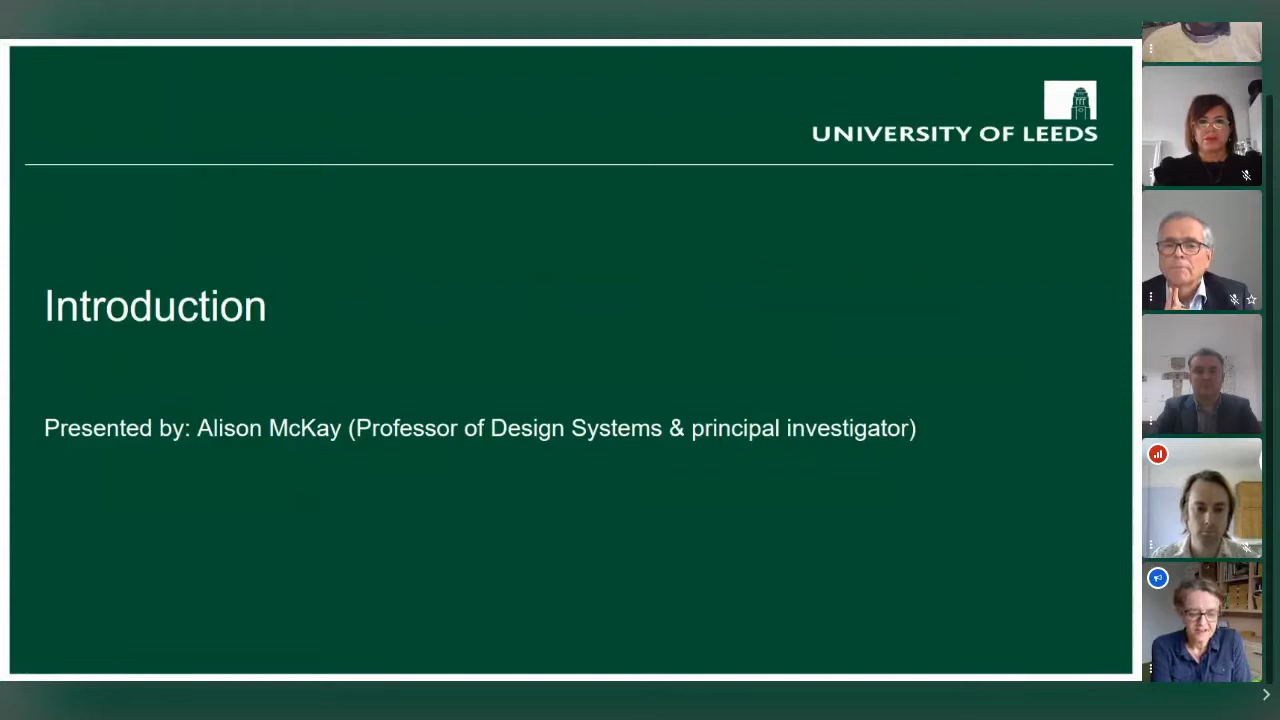 UNIVERSITY OF LEEDS
Introduction
Presented by: Alison McKay (Professor of Design Systems & principal investigator)